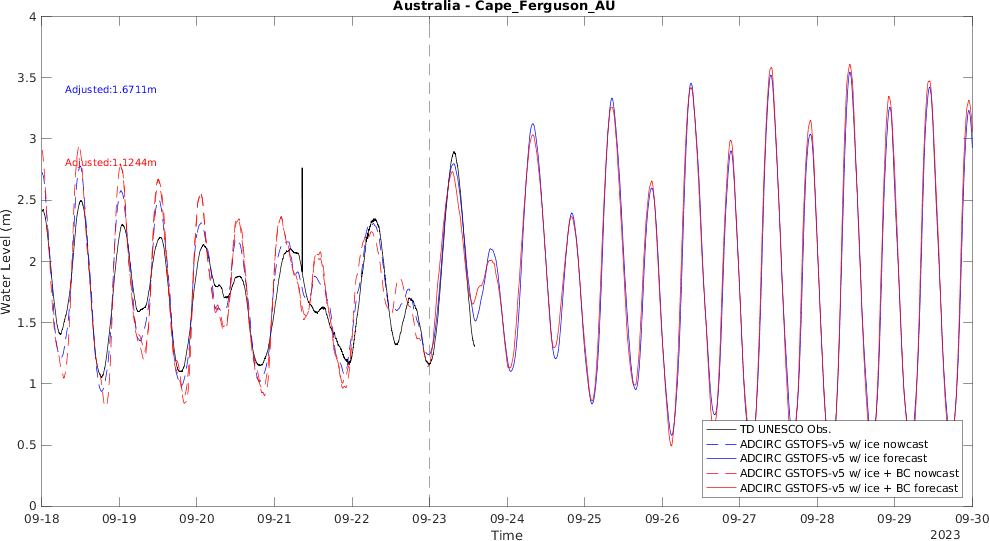 Australia - Cape_Ferguson_AU
Water Level (m)
4
3.5
3
2.5
2
1.5
1
0.5
0
Adjusted:1.6711m
Adjusted:1.1244m
TD UNESCO Obs.
ADCIRC GSTOFS-v5 w/ ice nowcast
ADCIRC GSTOFS-v5 w/ ice forecast
ADCIRC GSTOFS-v5 w/ ice + BC nowcast
ADCIRC GSTOFS-v5 w/ ice + BC forecast
09-18 09-19 09-20 09-21 09-22 09-23 09-24 09-25 09-26 09-27 09-28 09-29 09-30
Time
2023